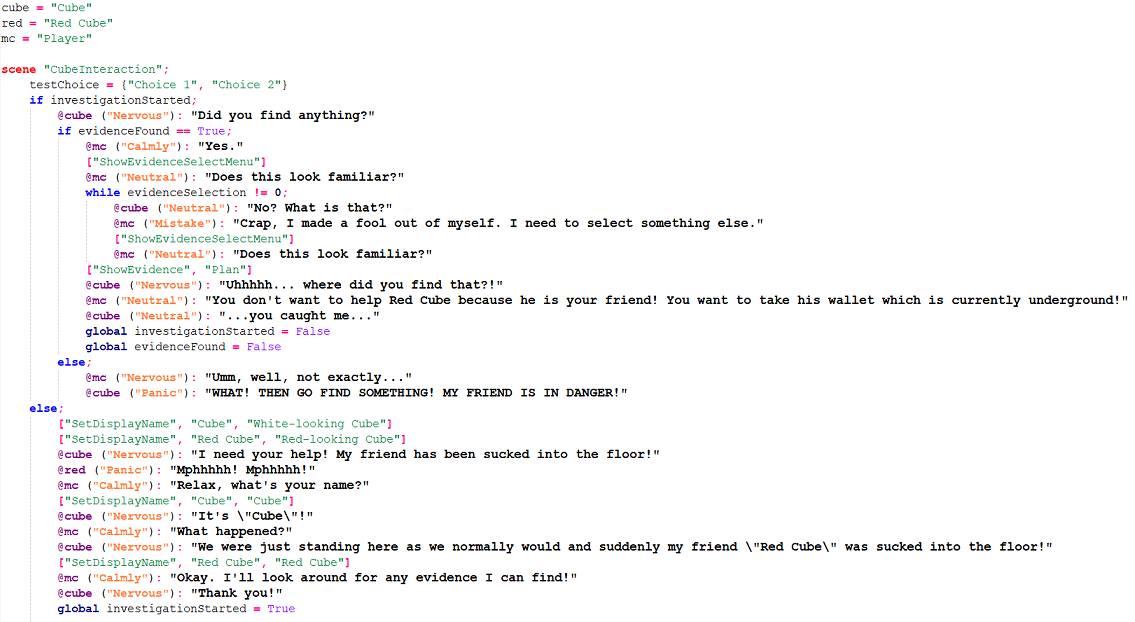 cube = "Cube"
red = "Red Cube"
mc = "Player"
scene "CubeInteraction";
testChoice = {"Choice 1", "Choice 2"}
if investigationStarted;
@cube ("Nervous"): "Did you find anything?"
if evidenceFound == True;
@mc ("Calmly"): "Yes."
["ShowEvidenceSelectMenu"]
@mc ("Neutral"): "Does this look familiar?"
while evidenceSelection != 0;
@cube ("Neutral"): "No? What is that?"
@mc ("Mistake"): "Crap, I made a fool out of myself. I need to select something else."
["ShowEvidenceSelectMenu"]
@mc ("Neutral"): "Does this look familiar?"
["ShowEvidence", "Plan"]
@cube ("Nervous"): "Uhhhhh... where did you find that?!"
@mc ("Neutral"): "You don't want to help Red Cube because he is your friend! You want to take his wallet which is currently underground!"
@cube ("Neutral"): "...you caught me..."
global investigationStarted = False
global evidenceFound = False
else;
@mc ("Nervous"): "Umm, well, not exactly..."
@cube ("Panic"): "WHAT! THEN GO FIND SOMETHING! MY FRIEND IS IN DANGER!"
else;
["SetDisplayName", "Cube", "White-looking Cube"]
["SetDisplayName", "Red Cube", "Red-looking Cube"]
@cube ("Nervous"): "I need your help! My friend has been sucked into the floor!"
@red ("Panic"): "Mphhhhh! Mphhhhh!"
@mc ("Calmly"): "Relax, what's your name?"
["SetDisplayName", "Cube", "Cube"]
@cube ("Nervous"): "It's \"Cube\"!"
@mc ("Calmly"): "What happened?"
@cube ("Nervous"): "We were just standing here as we normally would and suddenly my friend \"Red Cube\" was sucked into the floor!"
["SetDisplayName", "Red Cube", "Red Cube"]
@mc ("Calmly"): "Okay. I'll look around for any evidence I can find!"
@cube ("Nervous"): "Thank you!"
global investigationStarted = True